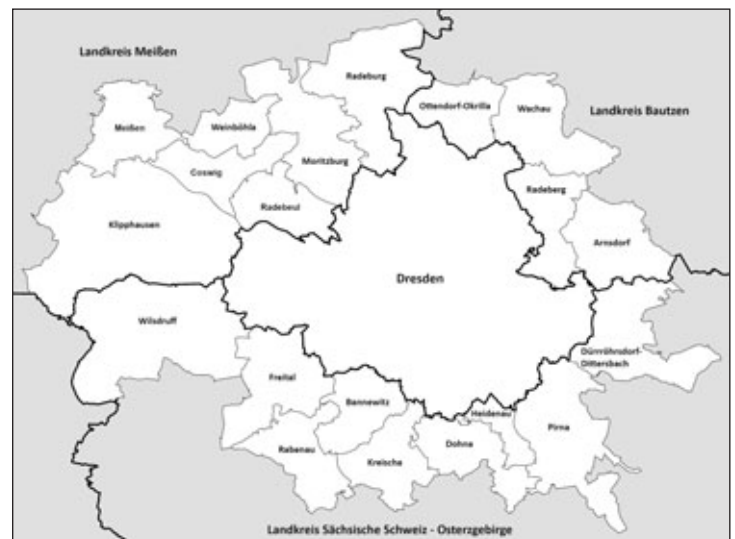 Landkreis Meißen
Radeburg
Ottendorf-Okrilla
Wachau
Landkreis Bautzen
Meißen
Weinböhla
Coswig
Moritzburg
Radeberg
Radebeul
Klipphausen
Arnsdorf
Dresden
Wilsdruff
Dürrröhrsdorf-
Dittersbach
Freital
Bannewitz
Heidenau
Pirna
Rabenau
Kreischa
Dohna
Landkreis Sächsische Schweiz - Osterzgebirge